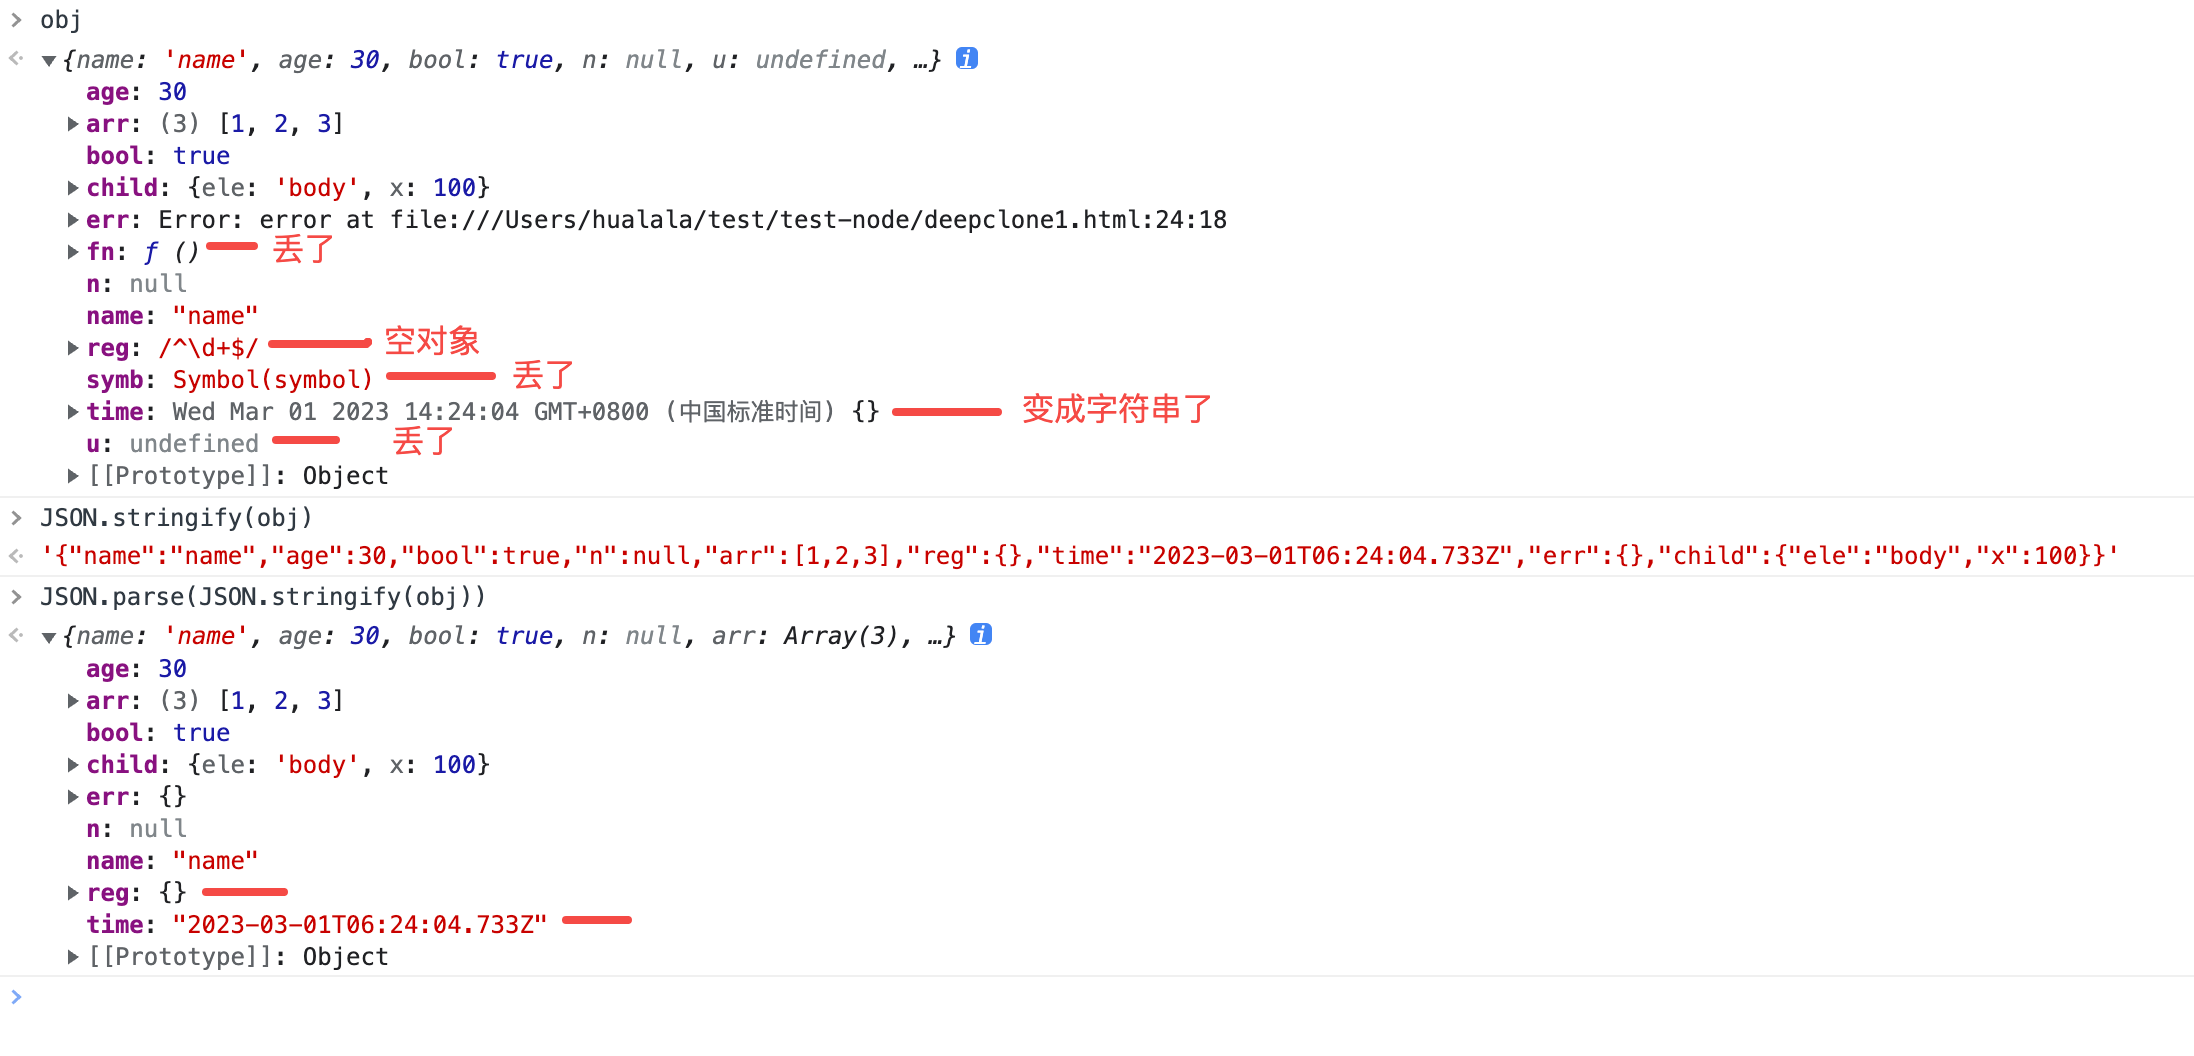 > obj
<· ▼{name: 'name', age: 30, bool: true, n: null, u: undefined, …} i
age: 30
▶ arr: (3) [1, 2, 3]
bool: true
▶ child: {ele: 'body', x: 100}
▶ err: Error: error at file:///Users/hualala/test/test-node/deepclone1.html:24:18
▶ fn: ƒ () 丢了
n: null
name: "name"
▶ reg: /^\d+$/ 空对象
symb: Symbol(symbol) 丢了
▶ time: Wed Mar 01 2023 14:24:04 GMT+0800 (中国标准时间) {} 变成字符串了
u: undefined 丢了
▶ [[Prototype]]: Object
> JSON.stringify(obj)
<· '{"name":"name","age":30,"bool":true,"n":null,"arr":[1,2,3],"reg":{},"time":"2023-03-01T06:24:04.733Z","err":{},"child":{"ele":"body","x":100}}'
> JSON.parse(JSON.stringify(obj))
<· ▼{name: 'name', age: 30, bool: true, n: null, arr: Array(3), …} i
age: 30
▶ arr: (3) [1, 2, 3]
bool: true
▶ child: {ele: 'body', x: 100}
▶ err: {}
n: null
name: "name"
▶ reg: {}
time: "2023-03-01T06:24:04.733Z"
▶ [[Prototype]]: Object
>